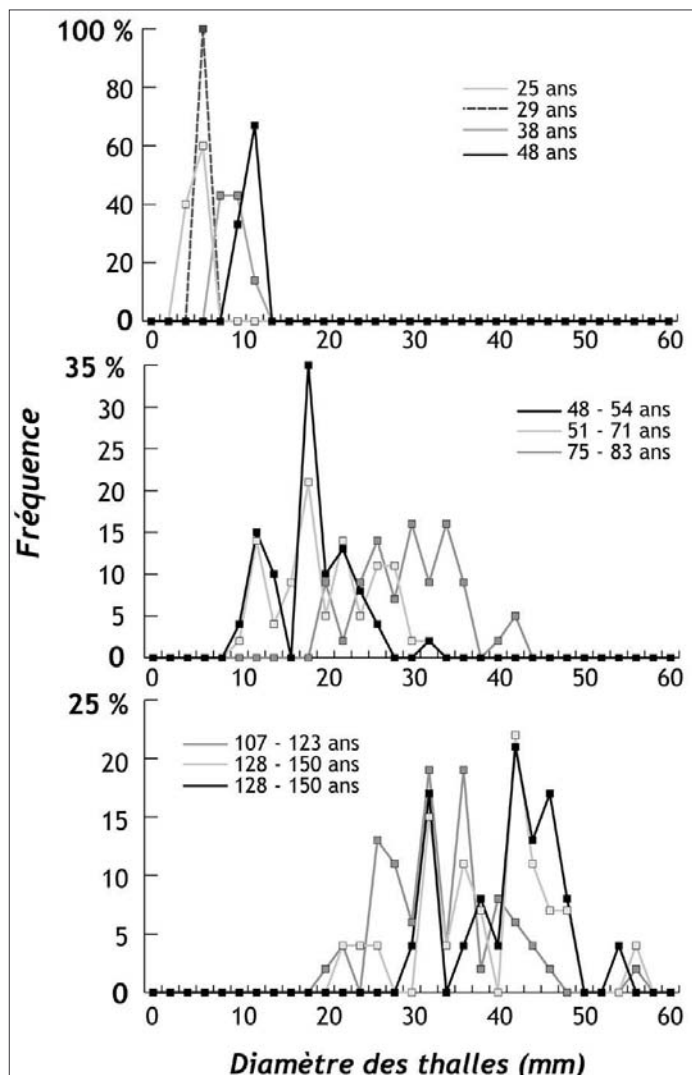 100 %
80
60
40
20
0
25 ans
29 ans
38 ans
48 ans
0 10 20 30 40 50 60
35 %
30
25
20
15
10
5
0
48 - 54 ans
51 - 71 ans
75 - 83 ans
0 10 20 30 40 50 60
Fréquence
25 %
20
15
10
5
0
107 - 123 ans
128 - 150 ans
128 - 150 ans
0 10 20 30 40 50 60
Diamètre des thalles (mm)